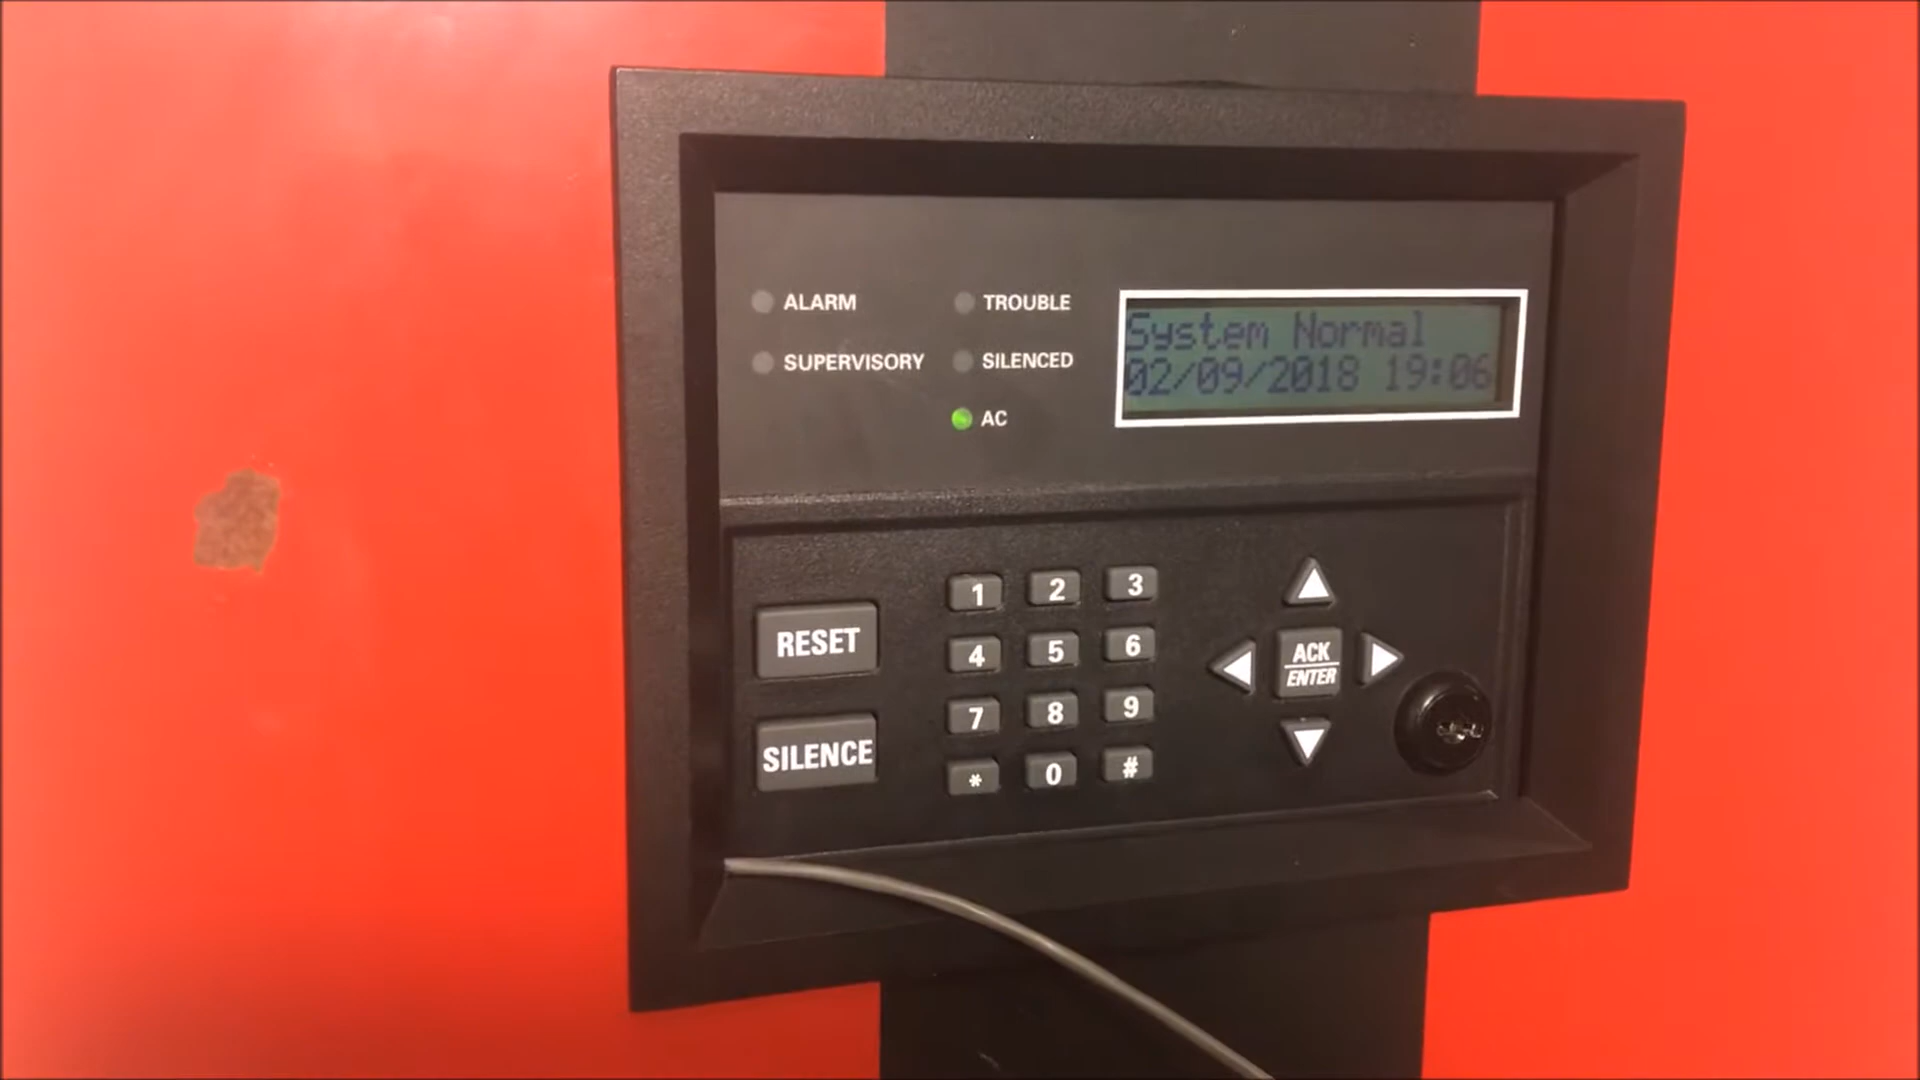 ALARM
TROUBLE
SUPERVISORY
SILENCED
AC
System Normal
02/09/2018 19:06
RESET
SILENCE
1 2 3
4 5 6
7 8 9
* 0 #
ACK
ENTER